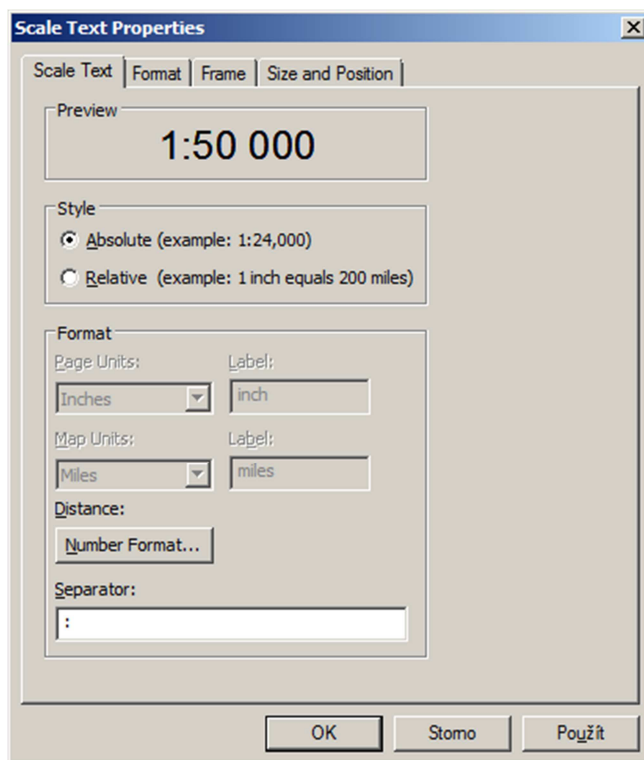 Scale Text Properties
Scale Text Format Frame Size and Position
Preview
1:50 000
Style
Absolute (example: 1:24,000)
Relative (example: 1 inch equals 200 miles)
Format
Page Units: Label:
Inches inch
Map Units: Label:
Miles miles
Distance:
Number Format...
Separator:
:
OK Storno Použít